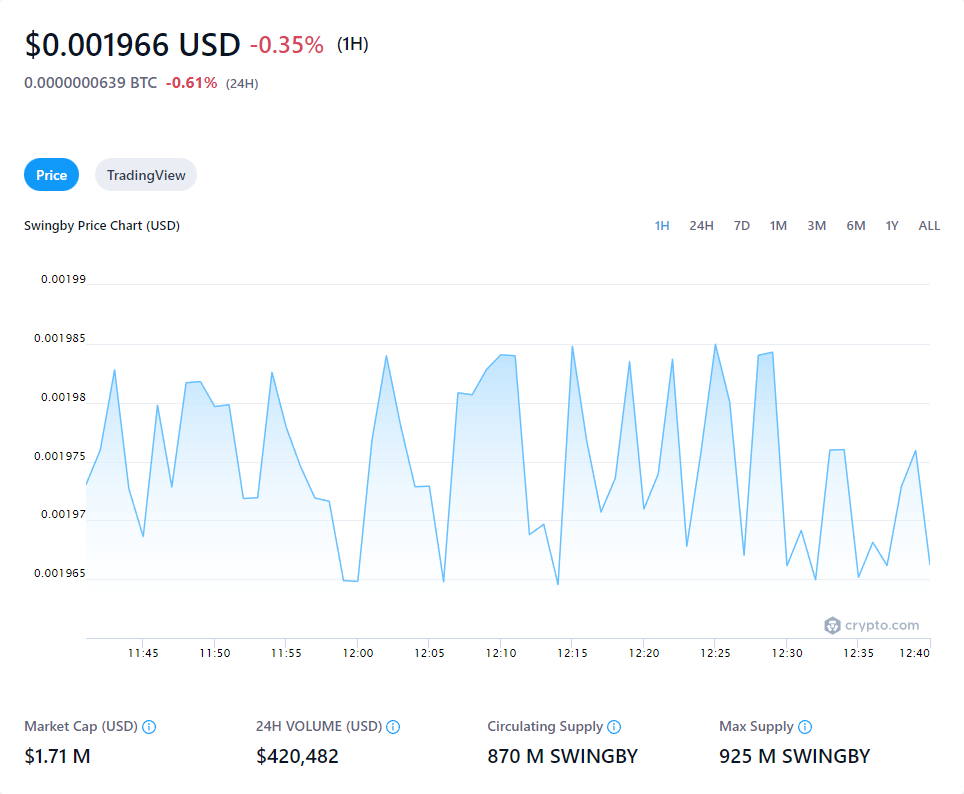 $0.001966 USD -0.35% (1H)
0.0000000639 BTC -0.61% (24H)
Price TradingView
Swingby Price Chart (USD) 1H 24H 7D 1M 3M 6M 1Y ALL
0.00199
0.001985
0.00198
0.001975
0.00197
0.001965
crypto.com
11:45 11:50 11:55 12:00 12:05 12:10 12:15 12:20 12:25 12:30 12:35 12:40
Market Cap (USD) 24H VOLUME (USD) Circulating Supply Max Supply
$1.71 M $420,482 870 M SWINGBY 925 M SWINGBY